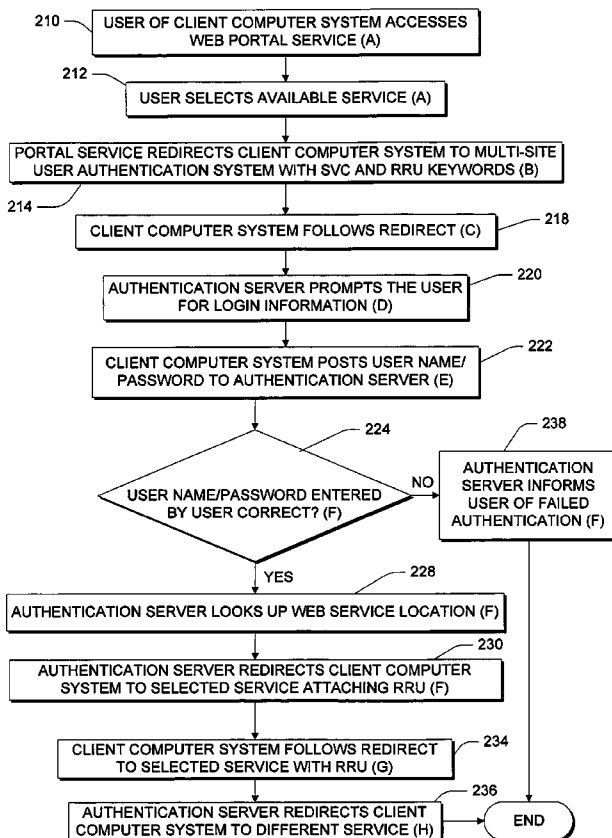 210
USER OF CLIENT COMPUTER SYSTEM ACCESSES
WEB PORTAL SERVICE (A)
212
USER SELECTS AVAILABLE SERVICE (A)
PORTAL SERVICE REDIRECTS CLIENT COMPUTER SYSTEM TO MULTI-SITE
USER AUTHENTICATION SYSTEM WITH SVC AND RRU KEYWORDS (B)
214
218
CLIENT COMPUTER SYSTEM FOLLOWS REDIRECT (C)
220
AUTHENTICATION SERVER PROMPTS THE USER
FOR LOGIN INFORMATION (D)
222
CLIENT COMPUTER SYSTEM POSTS USER NAME/
PASSWORD TO AUTHENTICATION SERVER (E)
224
USER NAME/PASSWORD ENTERED
BY USER CORRECT? (F)
NO
238
AUTHENTICATION
SERVER INFORMS
USER OF FAILED
AUTHENTICATION (F)
YES
228
AUTHENTICATION SERVER LOOKS UP WEB SERVICE LOCATION (F)
230
AUTHENTICATION SERVER REDIRECTS CLIENT COMPUTER
SYSTEM TO SELECTED SERVICE ATTACHING RRU (F)
234
CLIENT COMPUTER SYSTEM FOLLOWS REDIRECT
TO SELECTED SERVICE WITH RRU (G)
236
AUTHENTICATION SERVER REDIRECTS CLIENT
COMPUTER SYSTEM TO DIFFERENT SERVICE (H)
END